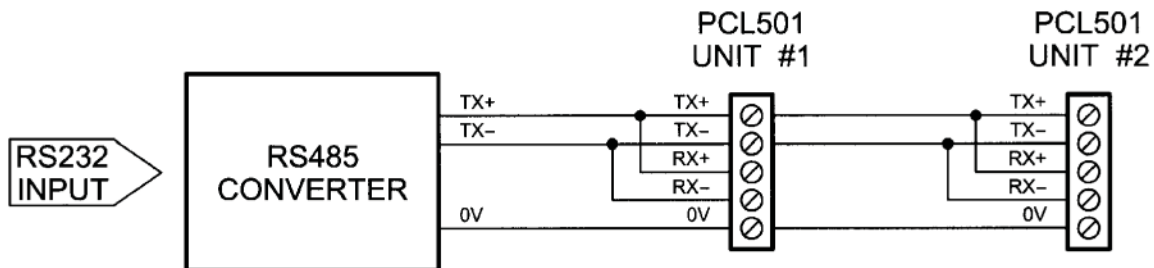 PCL501
UNIT #1
PCL501
UNIT #2
RS232
INPUT
RS485
CONVERTER
TX+
TX−
0V
TX+
TX−
RX+
RX−
0V
TX+
TX−
RX+
RX−
0V